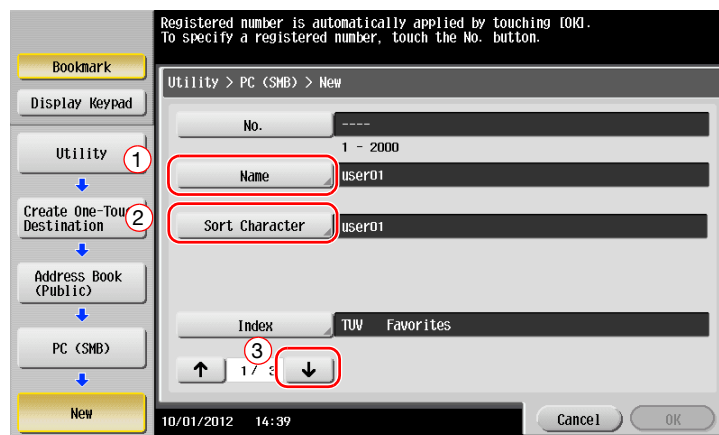 Registered number is automatically applied by touching [OK].
To specify a registered number, touch the No. button.
Bookmark
Display Keypad
Utility
1
Create One-Tou
Destination
2
Address Book
(Public)
PC (SMB)
New
Utility > PC (SMB) > New
No.
----
1 - 2000
Name
user01
Sort Character
user01
Index
TUV Favorites
3
↑ 1/ 3 ↓
10/01/2012 14:39
Cancel
OK